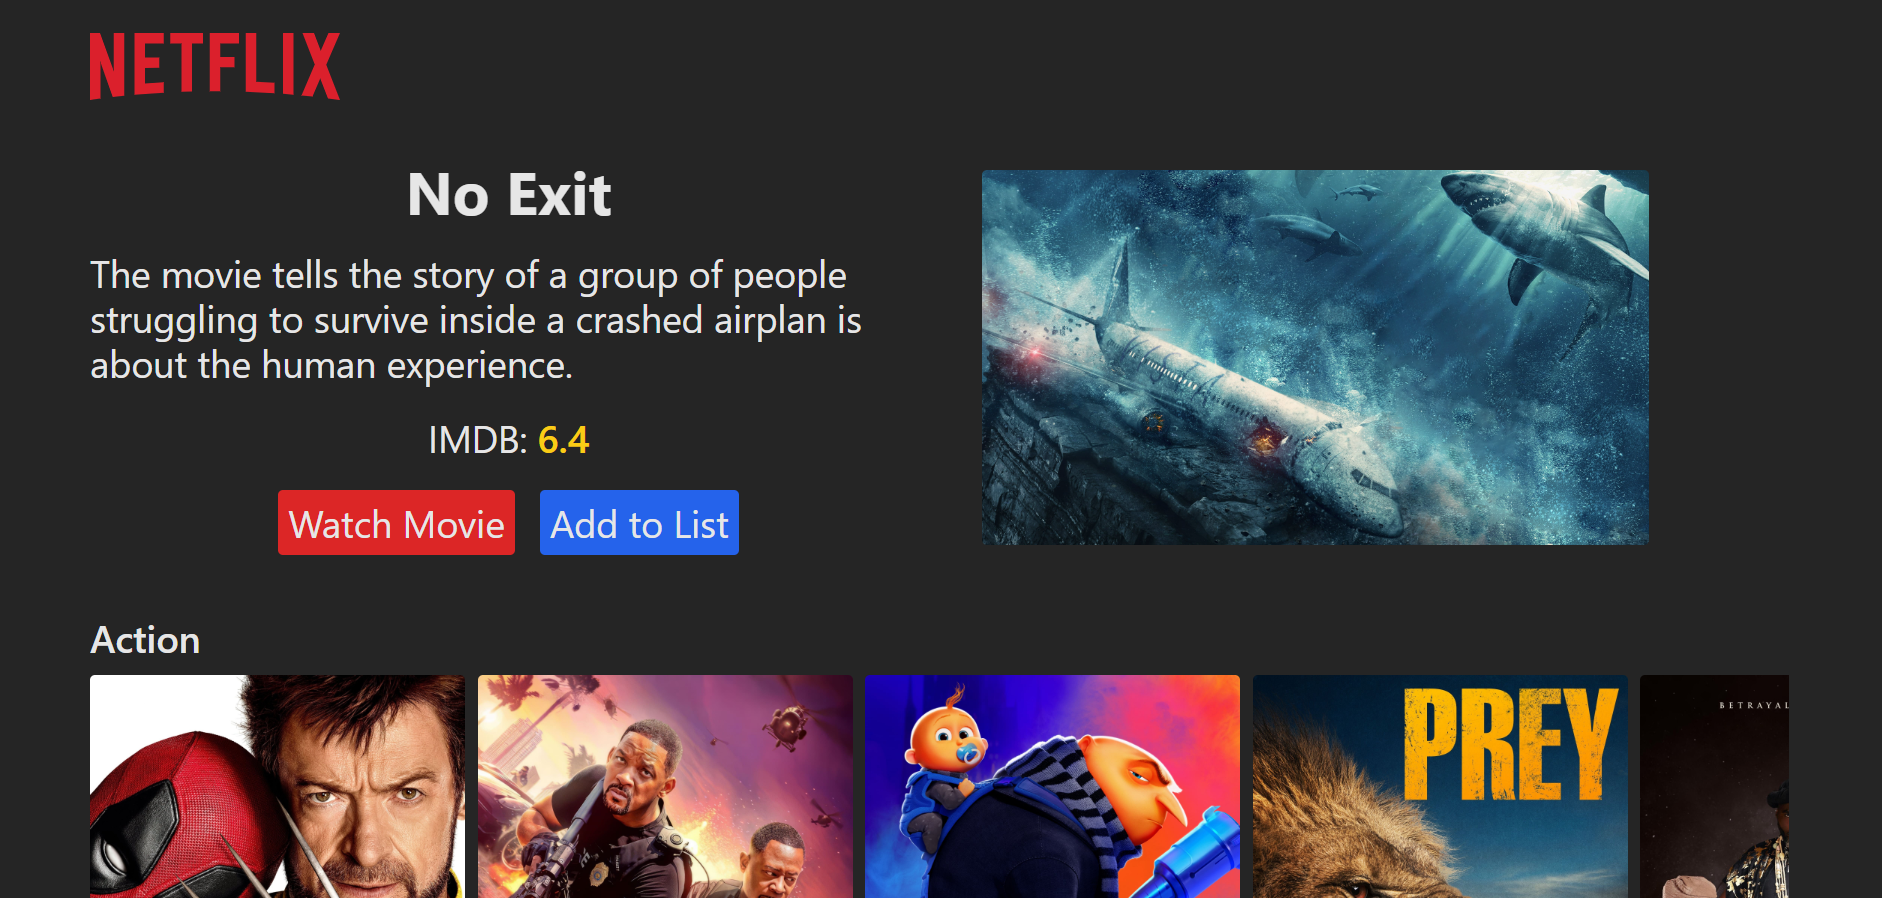 NETFLIX
No Exit
The movie tells the story of a group of people
struggling to survive inside a crashed airplan is
about the human experience.
IMDB: 6.4
Watch Movie
Add to List
Action
PREY
BETRAYAL